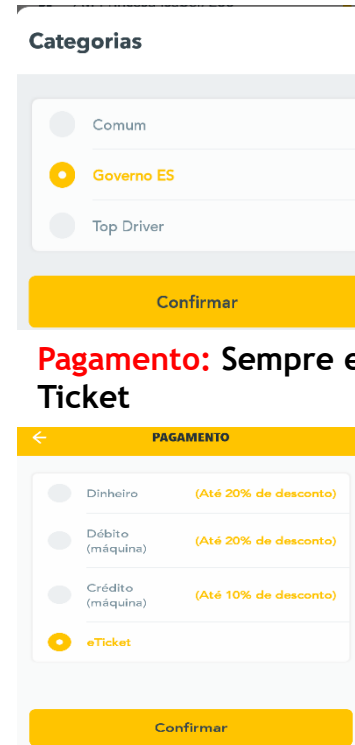 Categorias
Comum
Governo ES
Top Driver
Confirmar
Pagamento: Sempre e
Ticket
PAGAMENTO
Dinheiro (Até 20% de desconto)
Débito
(máquina) (Até 20% de desconto)
Crédito
(máquina) (Até 10% de desconto)
eTicket
Confirmar